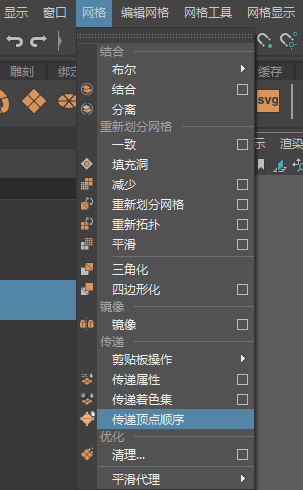 显示 窗口 网格 编辑网格 网格工具 网格显示
雕刻 绑定 缓存
svg
结合
布尔
结合
分离
重新划分网格
一致
填充洞
减少
重新划分网格
重新拓扑
平滑
三角化
四边形化
镜像
镜像
传递
剪贴板操作
传递属性
传递着色集
传递顶点顺序
优化
清理...
平滑代理
示 渲染